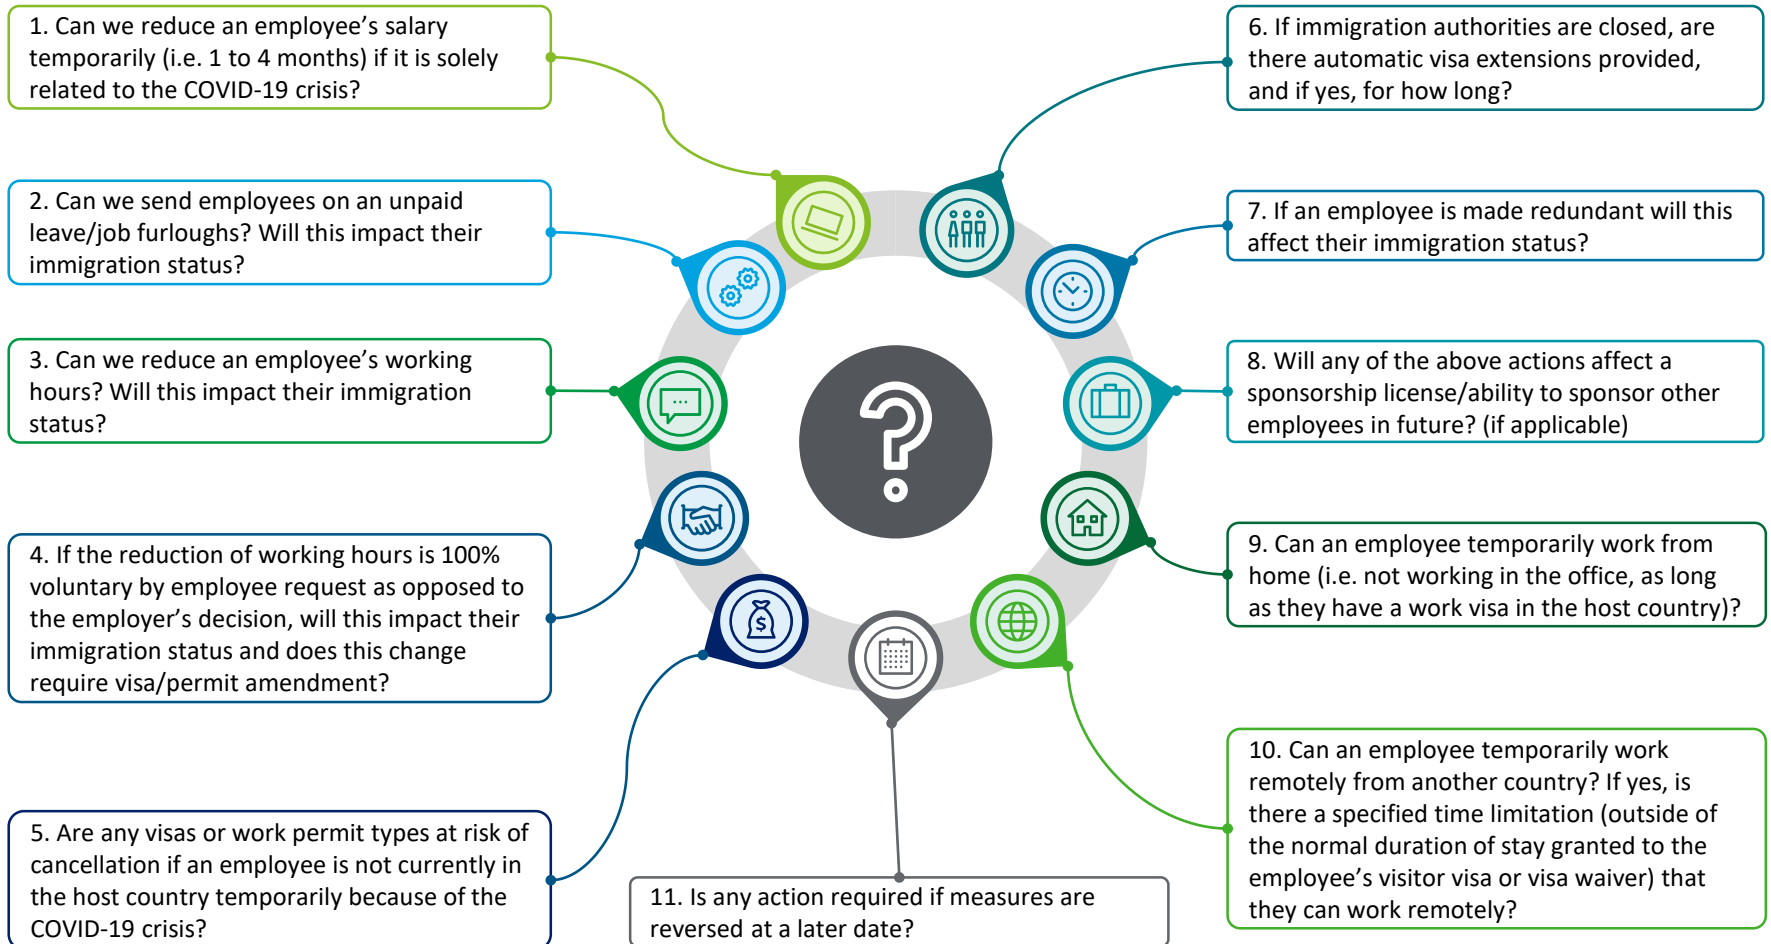 1. Can we reduce an employee’s salary
temporarily (i.e. 1 to 4 months) if it is solely
related to the COVID-19 crisis?
2. Can we send employees on an unpaid
leave/job furloughs? Will this impact their
immigration status?
3. Can we reduce an employee’s working
hours? Will this impact their immigration
status?
4. If the reduction of working hours is 100%
voluntary by employee request as opposed to
the employer’s decision, will this impact their
immigration status and does this change
require visa/permit amendment?
5. Are any visas or work permit types at risk of
cancellation if an employee is not currently in
the host country temporarily because of the
COVID-19 crisis?
6. If immigration authorities are closed, are
there automatic visa extensions provided,
and if yes, for how long?
7. If an employee is made redundant will this
affect their immigration status?
8. Will any of the above actions affect a
sponsorship license/ability to sponsor other
employees in future? (if applicable)
9. Can an employee temporarily work from
home (i.e. not working in the office, as long
as they have a work visa in the host country)?
10. Can an employee temporarily work
remotely from another country? If yes, is
there a specified time limitation (outside of
the normal duration of stay granted to the
employee’s visitor visa or visa waiver) that
they can work remotely?
11. Is any action required if measures are
reversed at a later date?
?
$